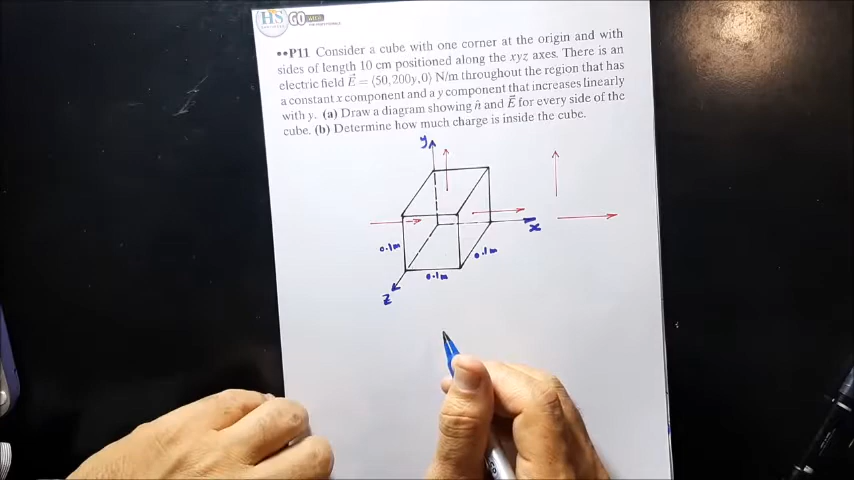 HS GO
••P11 Consider a cube with one corner at the origin and with
sides of length 10 cm positioned along the xyz axes. There is an
electric field E⃗ = ⟨50,200y,0⟩ N/m throughout the region that has
a constant x component and a y component that increases linearly
with y. (a) Draw a diagram showing n̂ and E⃗ for every side of the
cube. (b) Determine how much charge is inside the cube.
y
x
0.1m
0.1m
0.1m
z